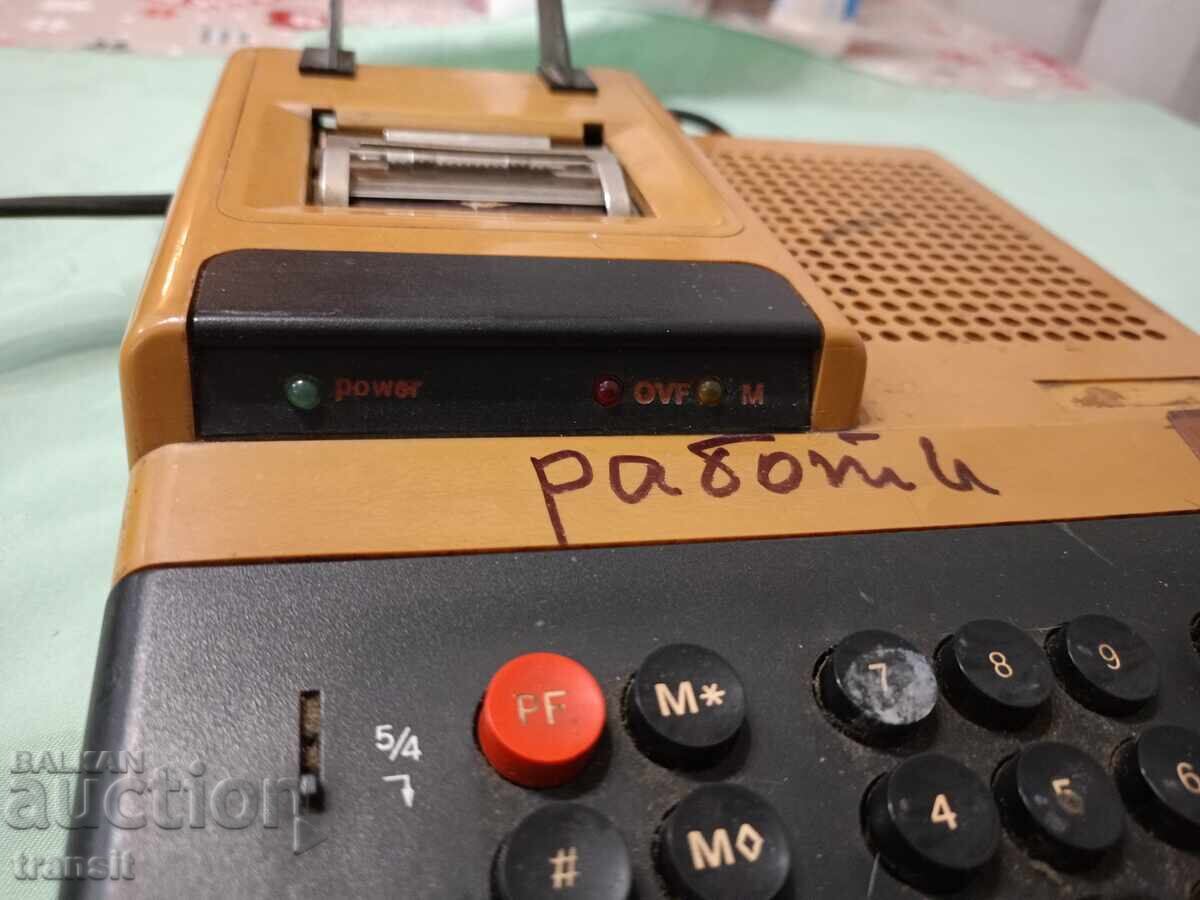 power OVF M
работи
PF M* 7 8 9
5/4
# M◊ 4 5 6
BALKAN
auction
transit